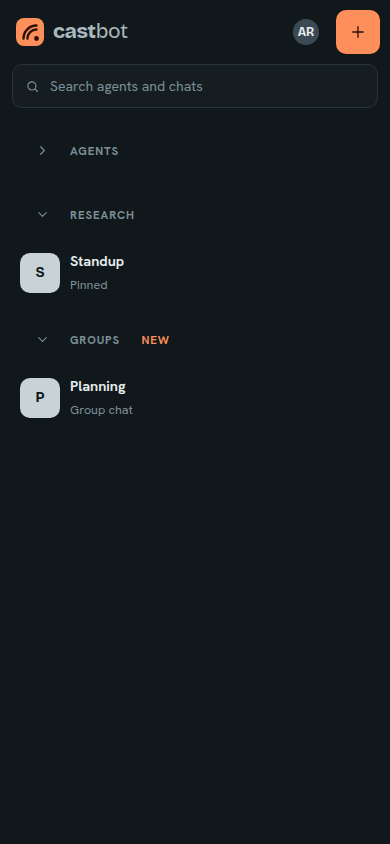 castbot
AR
Search agents and chats
AGENTS
RESEARCH
S
Standup
Pinned
GROUPS NEW
P
Planning
Group chat